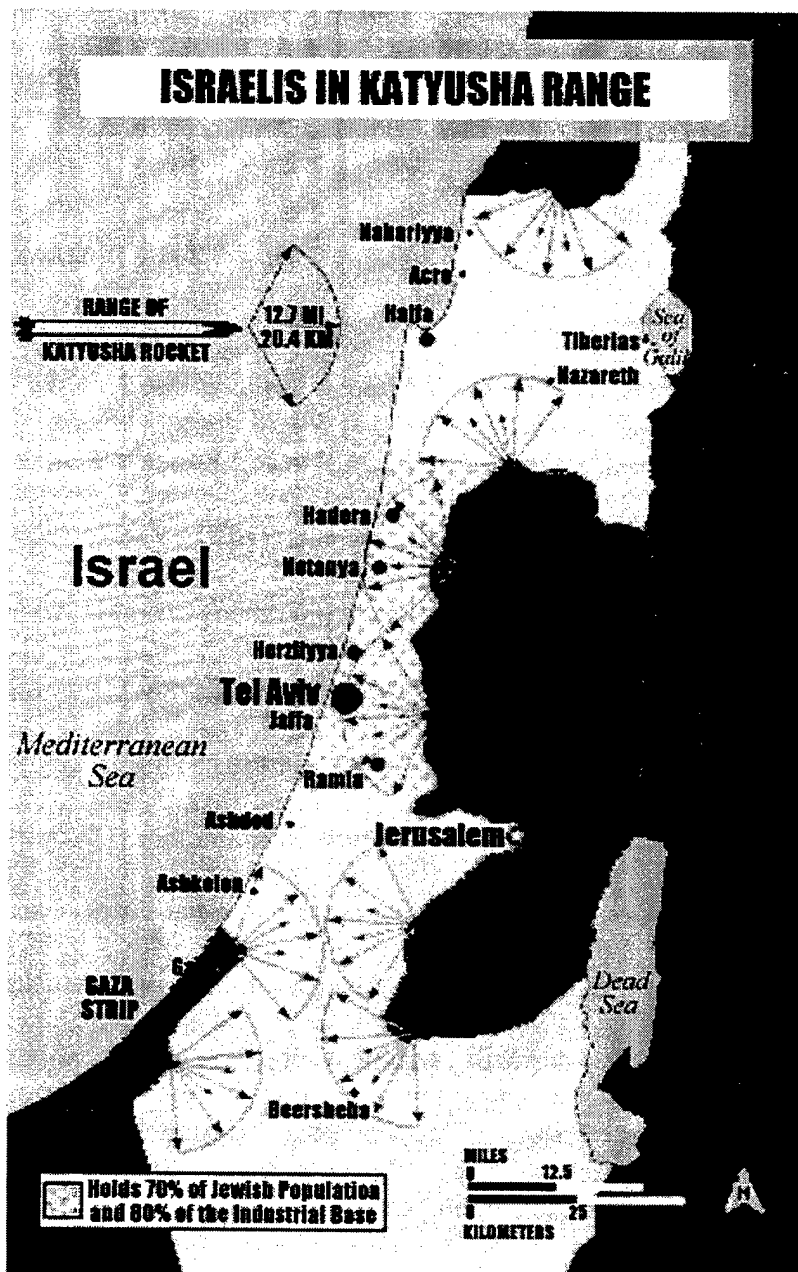 ISRAELIS IN KATYUSHA RANGE
Nahariyya
Acre
RANGE OF
KATYUSHA ROCKET
12.7 MI
20.4 KM
Haifa
Tiberias
Sea
of
Galil
Nazareth
Hadera
Israel
Netanya
Herzliyya
Tel Aviv
Jaffa
Mediterranean
Sea
Ramla
Ashdod
Jerusalem
Ashkelon
GAZA
STRIP
Dead
Sea
Beersheba
MILES
0 12.5
0 25
KILOMETERS
N
Holds 70% of Jewish Population
and 80% of the Industrial Base